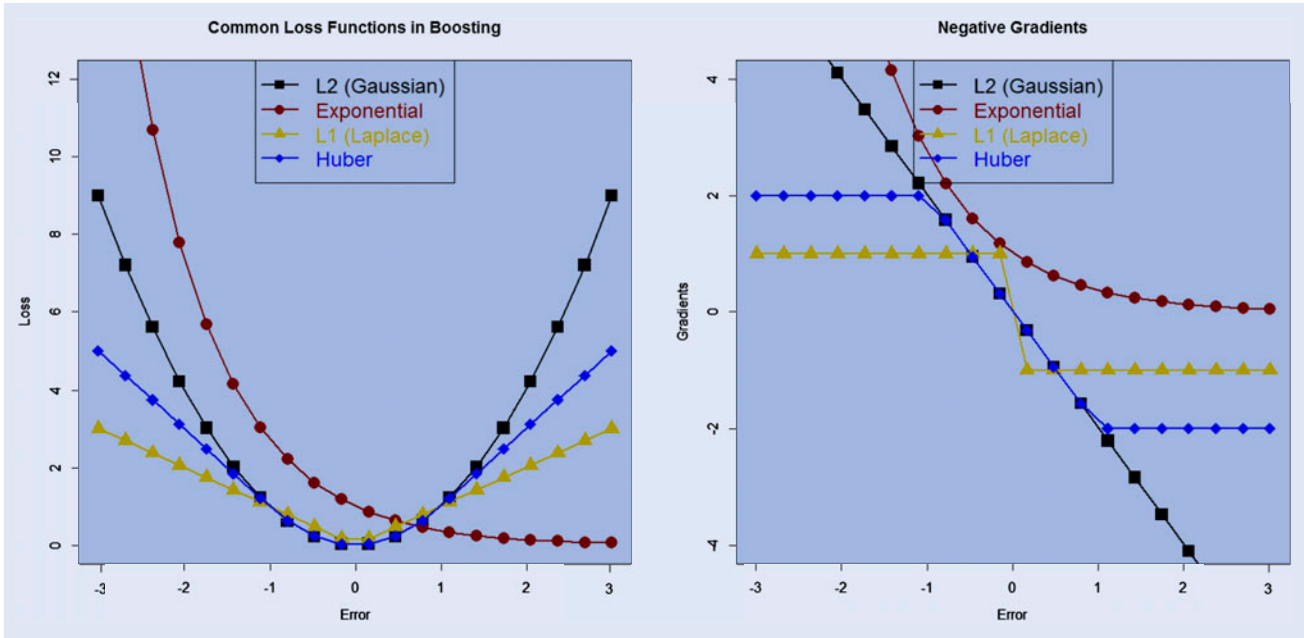 Common Loss Functions in Boosting
12
10
8
6
4
2
0
Loss
L2 (Gaussian)
Exponential
L1 (Laplace)
Huber
-3
-2
-1
0
1
2
3
Error
Negative Gradients
4
2
0
-2
-4
Gradients
L2 (Gaussian)
Exponential
L1 (Laplace)
Huber
-3
-2
-1
0
1
2
3
Error